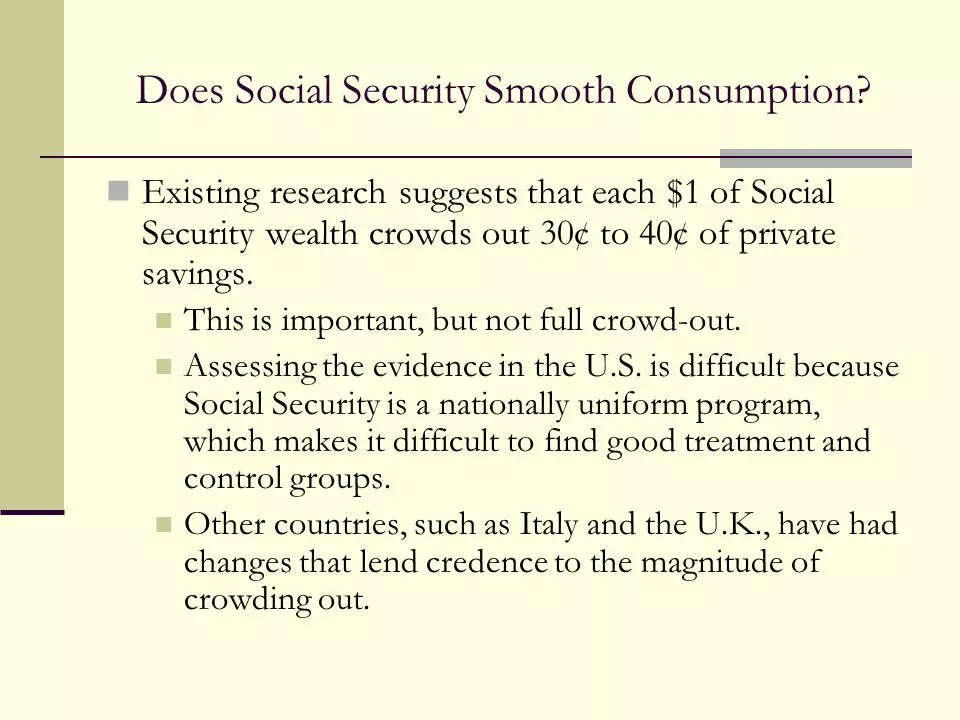 Does Social Security Smooth Consumption?
Existing research suggests that each $1 of Social
Security wealth crowds out 30¢ to 40¢ of private
savings.
This is important, but not full crowd-out.
Assessing the evidence in the U.S. is difficult because
Social Security is a nationally uniform program,
which makes it difficult to find good treatment and
control groups.
Other countries, such as Italy and the U.K., have had
changes that lend credence to the magnitude of
crowding out.